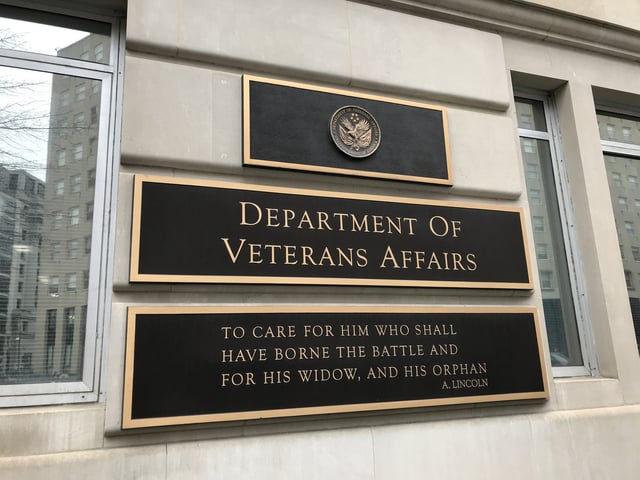 DEPARTMENT OF
VETERANS AFFAIRS
TO CARE FOR HIM WHO SHALL
HAVE BORNE THE BATTLE AND
FOR HIS WIDOW, AND HIS ORPHAN
A. LINCOLN